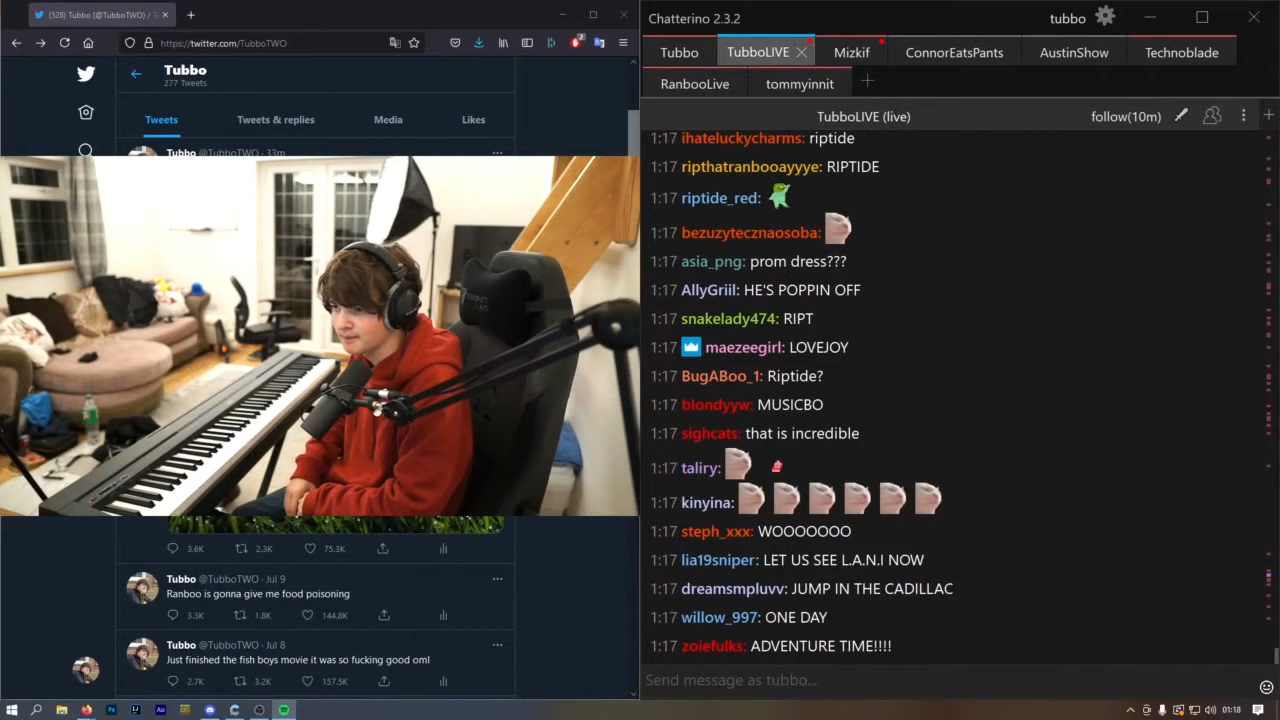 (528) Tubbo (@TubboTWO) / T
https://twitter.com/TubboTWO
Tubbo
277 Tweets
Tweets
Tweets & replies
Media
Likes
Tubbo @TubboTWO · 33m
3.6K
2.3K
75.3K
Tubbo @TubboTWO · Jul 9
Ranboo is gonna give me food poisoning
3.3K
1.8K
144.8K
Tubbo @TubboTWO · Jul 8
Just finished the fish boys movie it was so fucking good oml
2.7K
3.2K
157.5K
Chatterino 2.3.2
tubbo
Tubbo
TubboLIVE
Mizkif
ConnorEatsPants
AustinShow
Technoblade
RanbooLive
tommyinnit
TubboLIVE (live)
follow(10m)
1:17 ihateluckycharms: riptide
1:17 ripthatranbooayyye: RIPTIDE
1:17 riptide_red:
1:17 bezuzytecznaosoba:
1:17 asia_png: prom dress???
1:17 AllyGriil: HE'S POPPIN OFF
1:17 snakelady474: RIPT
1:17 maezeegirl: LOVEJOY
1:17 BugABoo_1: Riptide?
1:17 blondyyw: MUSICBO
1:17 sighcats: that is incredible
1:17 taliry:
1:17 kinyina:
1:17 steph_xxx: WOOOOOOO
1:17 lia19sniper: LET US SEE L.A.N.I NOW
1:17 dreamsmpluvv: JUMP IN THE CADILLAC
1:17 willow_997: ONE DAY
1:17 zoiefulks: ADVENTURE TIME!!!!
Send message as tubbo...
01:18